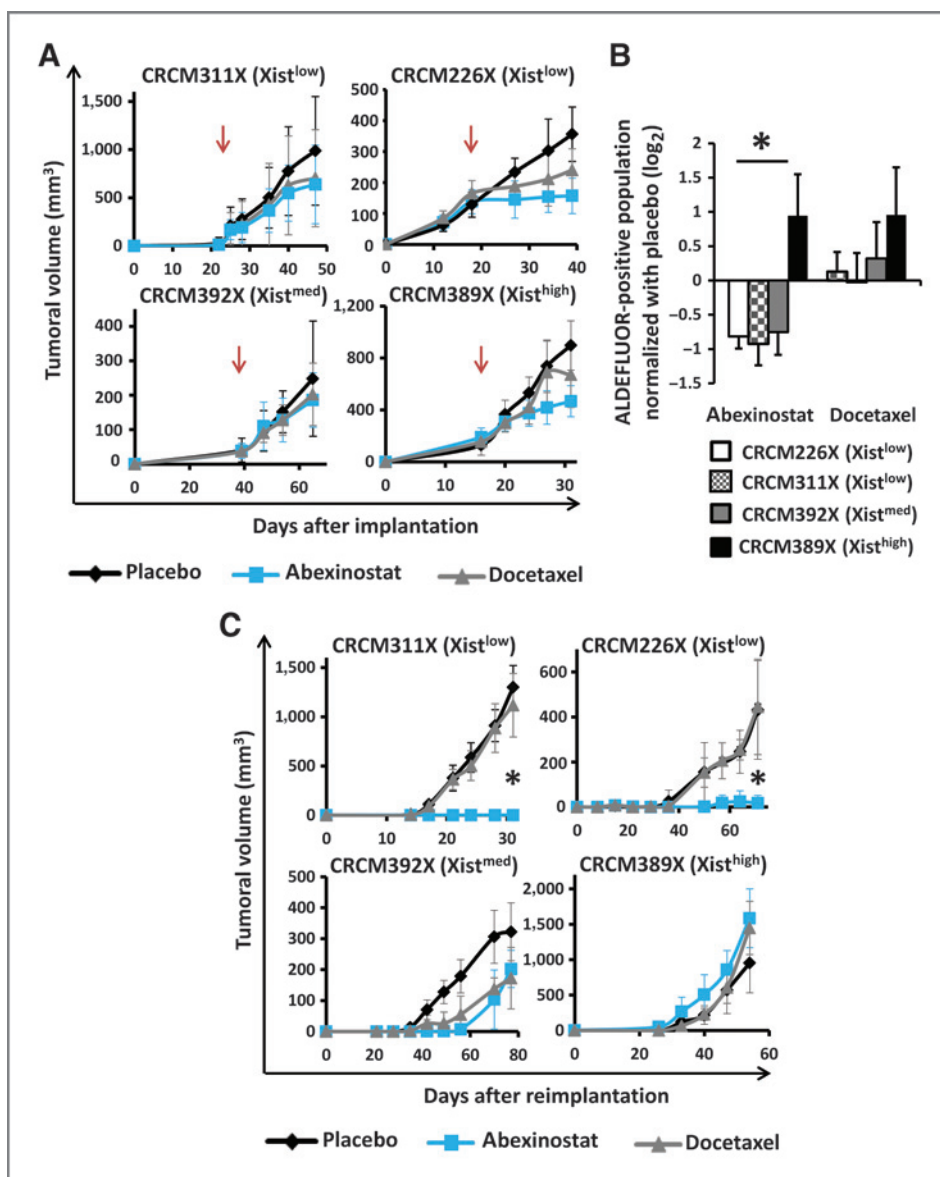 A
CRCM311X (Xist^low)
1,500
1,000
500
0
0 10 20 30 40 50
CRCM226X (Xist^low)
500
400
300
200
100
0
0 10 20 30 40
CRCM392X (Xist^med)
400
300
200
100
0
0 20 40 60
CRCM389X (Xist^high)
1,200
800
400
0
0 10 20 30
Tumoral volume (mm³)
Days after implantation
Placebo Abexinostat Docetaxel
B
ALDEFLUOR-positive population
normalized with placebo (log₂)
2
1.5
1
0.5
0
−0.5
−1
−1.5
*
Abexinostat Docetaxel
CRCM226X (Xist^low)
CRCM311X (Xist^low)
CRCM392X (Xist^med)
CRCM389X (Xist^high)
C
CRCM311X (Xist^low)
1,500
1,000
500
0
*
0 10 20 30
CRCM226X (Xist^low)
600
400
200
0
*
0 20 40 60
CRCM392X (Xist^med)
500
400
300
200
100
0
0 20 40 60 80
CRCM389X (Xist^high)
2,000
1,500
1,000
500
0
0 20 40 60
Tumoral volume (mm³)
Days after reimplantation
Placebo Abexinostat Docetaxel